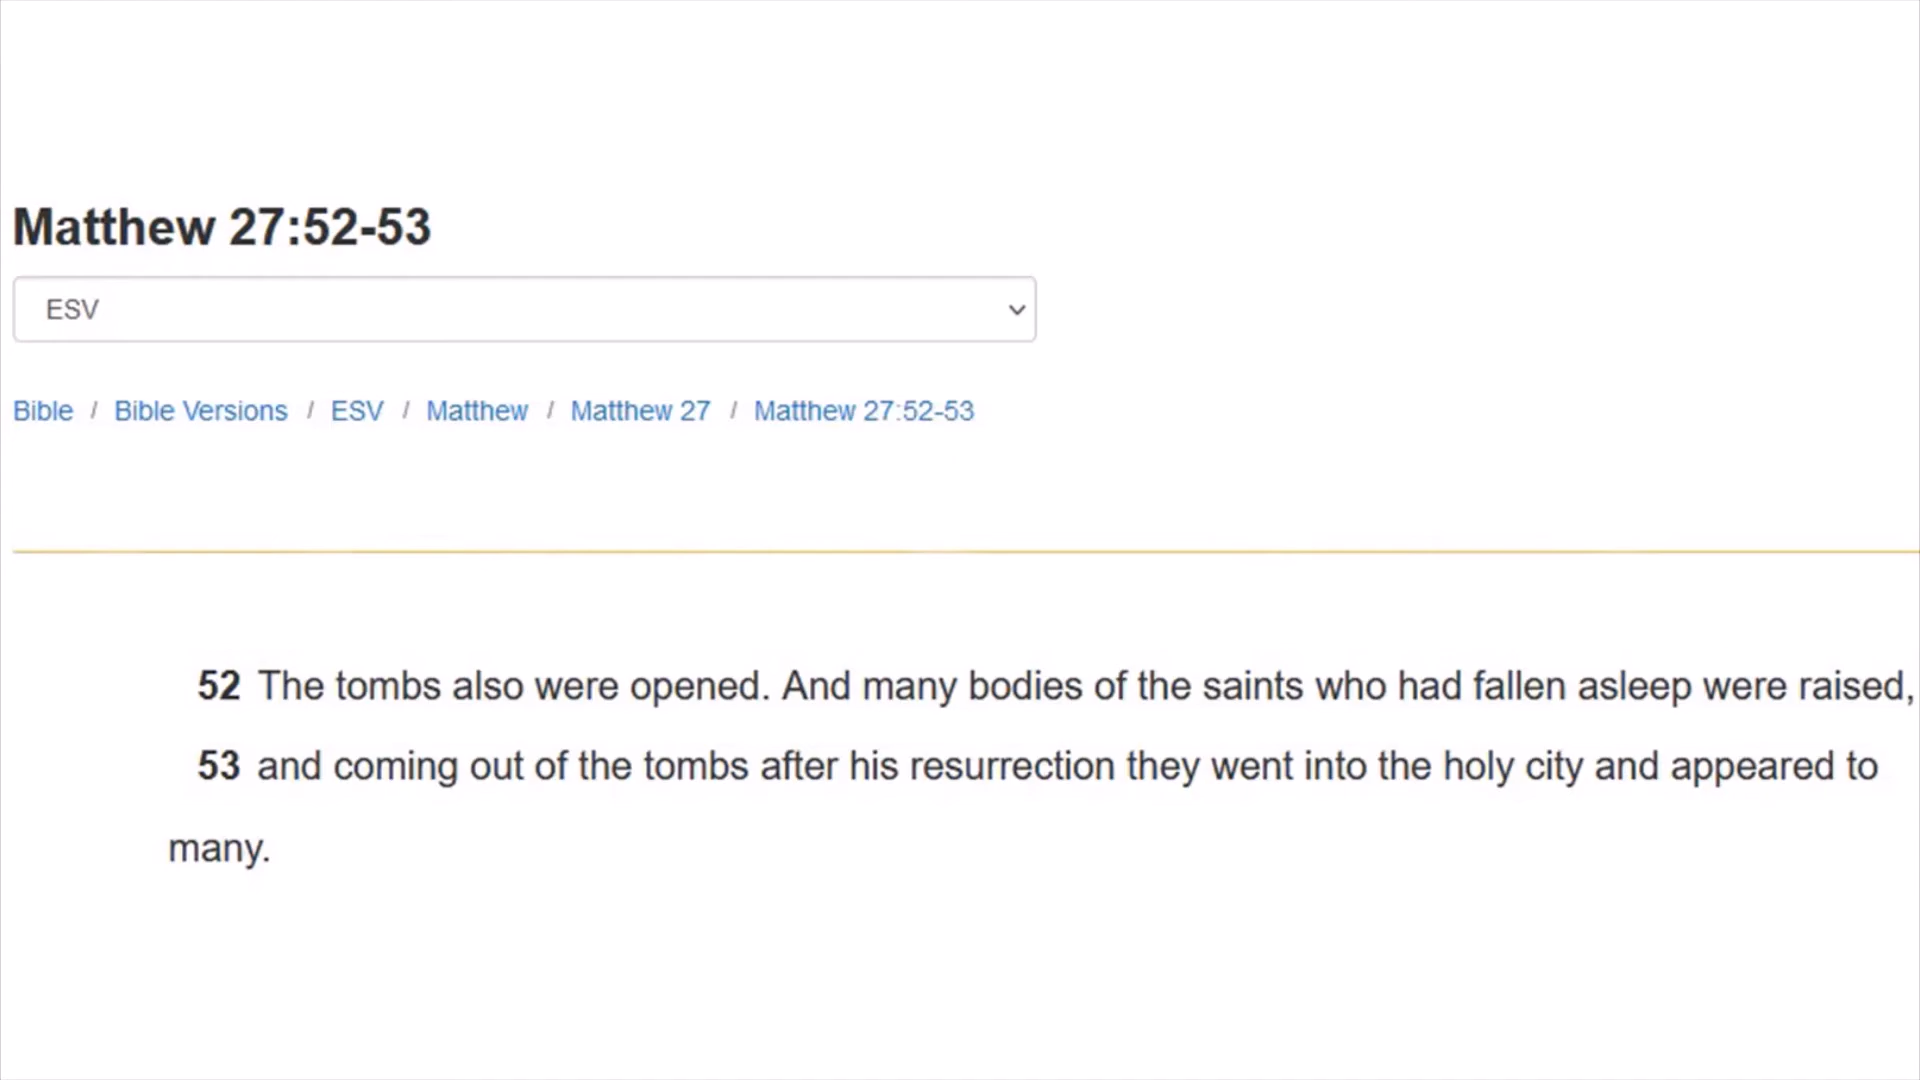 Matthew 27:52-53
ESV
Bible / Bible Versions / ESV / Matthew / Matthew 27 / Matthew 27:52-53
52 The tombs also were opened. And many bodies of the saints who had fallen asleep were raised,
53 and coming out of the tombs after his resurrection they went into the holy city and appeared to
many.